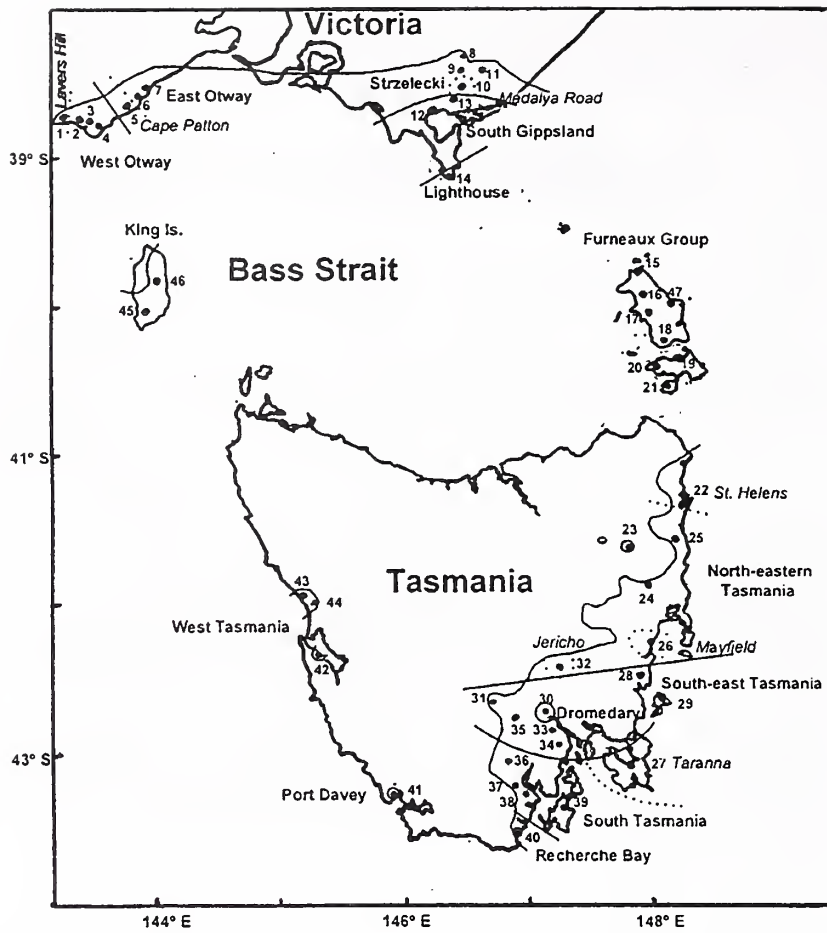 Victoria
Lavers Hill
8
9
11
Strzelecki
10
7
6
East Otway
Madalya Road
13
3
12
5
Cape Patton
1
2
4
South Gippsland
39° S
West Otway
14
Lighthouse
King Is.
Furneaux Group
15
Bass Strait
46
16
47
45
17
18
20
19
21
41° S
22
St. Helens
23
25
Tasmania
North-eastern
Tasmania
24
43
44
West Tasmania
Jericho
26
Mayfield
32
42
28
South-east Tasmania
31
30
29
Dromedary
35
33
34
43° S
36
27
Taranna
37
Port Davey
41
38
39
South Tasmania
40
Recherche Bay
144° E
146° E
148° E